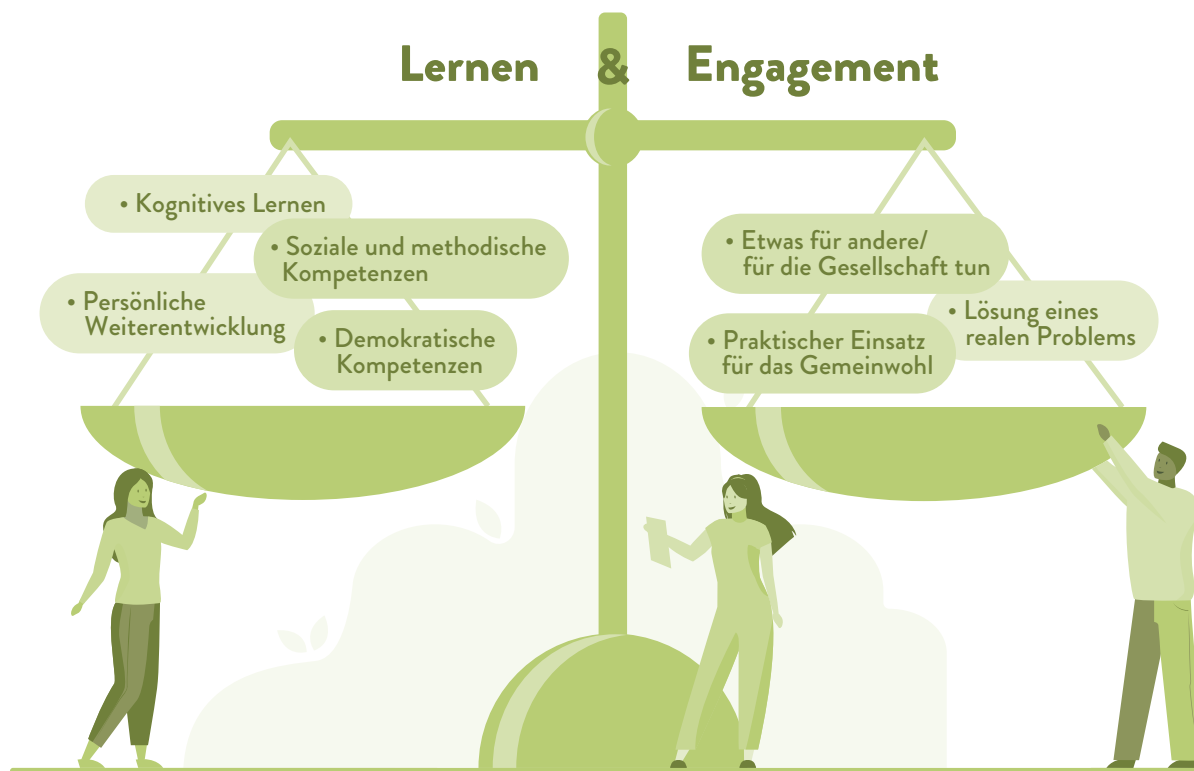 Lernen & Engagement
• Kognitives Lernen
• Soziale und methodische
Kompetenzen
• Persönliche
Weiterentwicklung
• Demokratische
Kompetenzen
• Etwas für andere/
für die Gesellschaft tun
• Lösung eines
realen Problems
• Praktischer Einsatz
für das Gemeinwohl